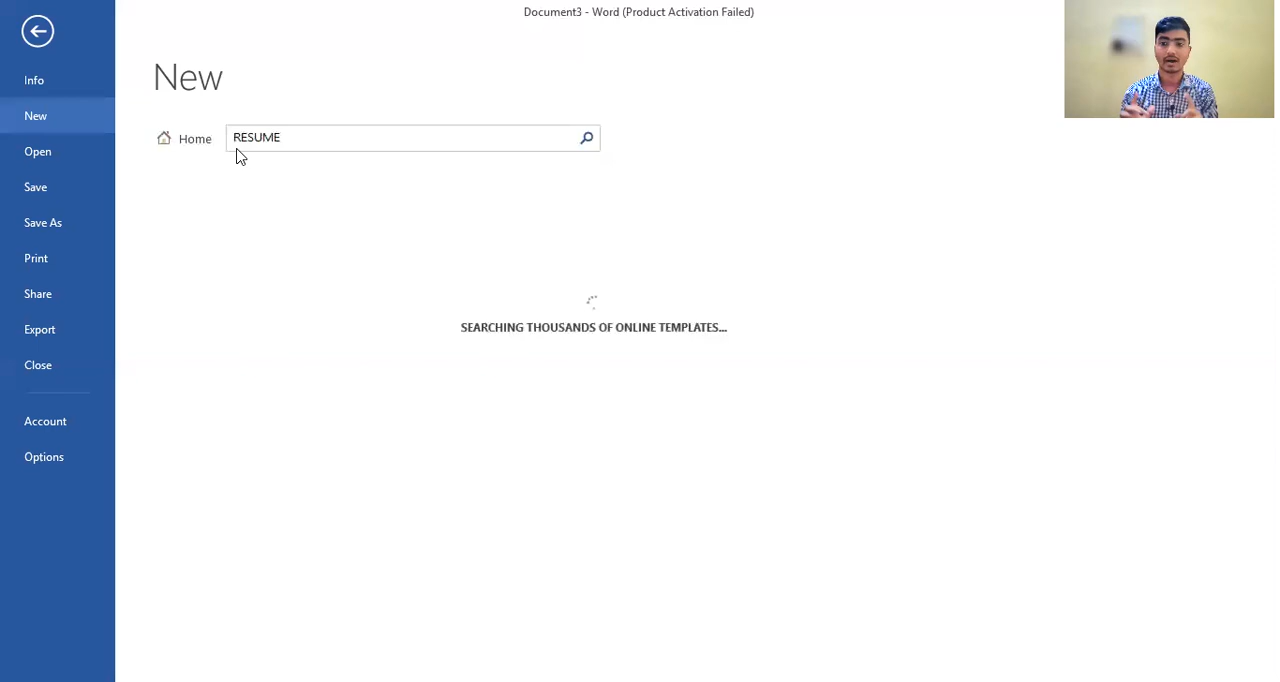 Document3 - Word (Product Activation Failed)
Info
New
Open
Save
Save As
Print
Share
Export
Close
Account
Options
New
Home
RESUME
SEARCHING THOUSANDS OF ONLINE TEMPLATES...